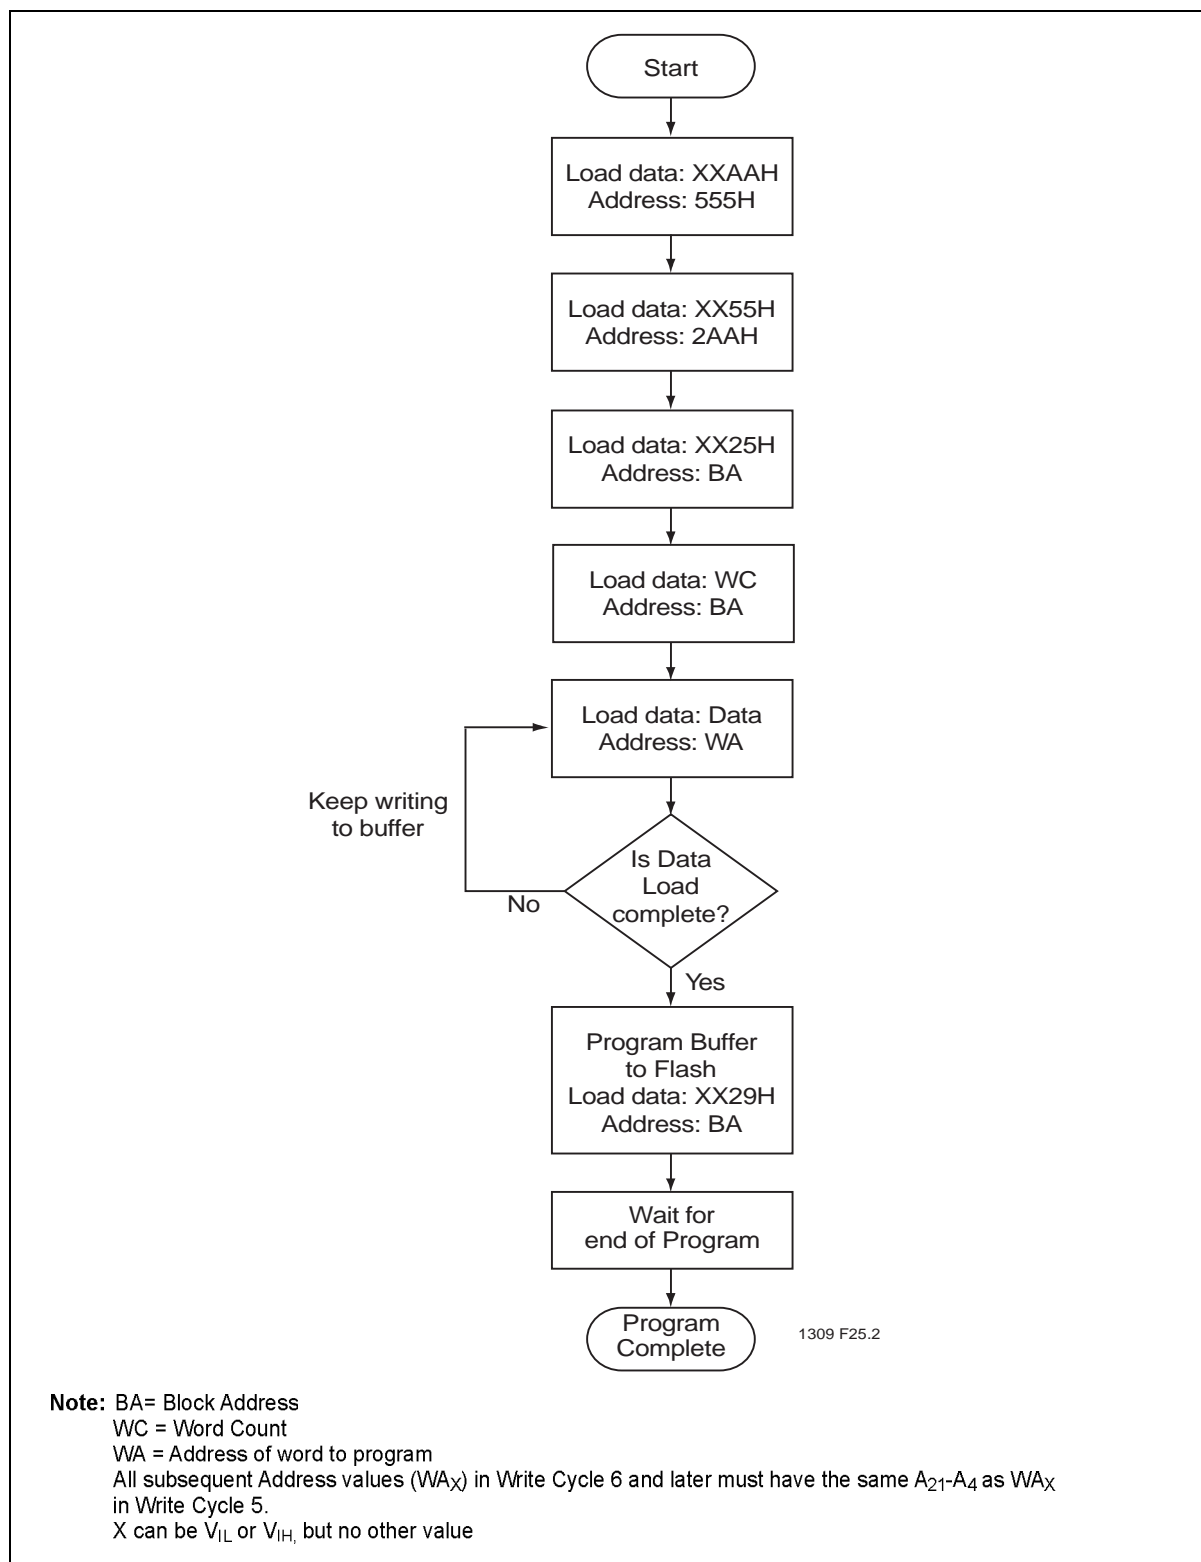 Start
Load data: XXAAH
Address: 555H
Load data: XX55H
Address: 2AAH
Load data: XX25H
Address: BA
Load data: WC
Address: BA
Load data: Data
Address: WA
Keep writing
to buffer
Is Data
Load
complete?
No
Yes
Program Buffer
to Flash
Load data: XX29H
Address: BA
Wait for
end of Program
Program
Complete
1309 F25.2
Note: BA= Block Address
WC = Word Count
WA = Address of word to program
All subsequent Address values (WAX) in Write Cycle 6 and later must have the same A21-A4 as WAX
in Write Cycle 5.
X can be VIL or VIH, but no other value